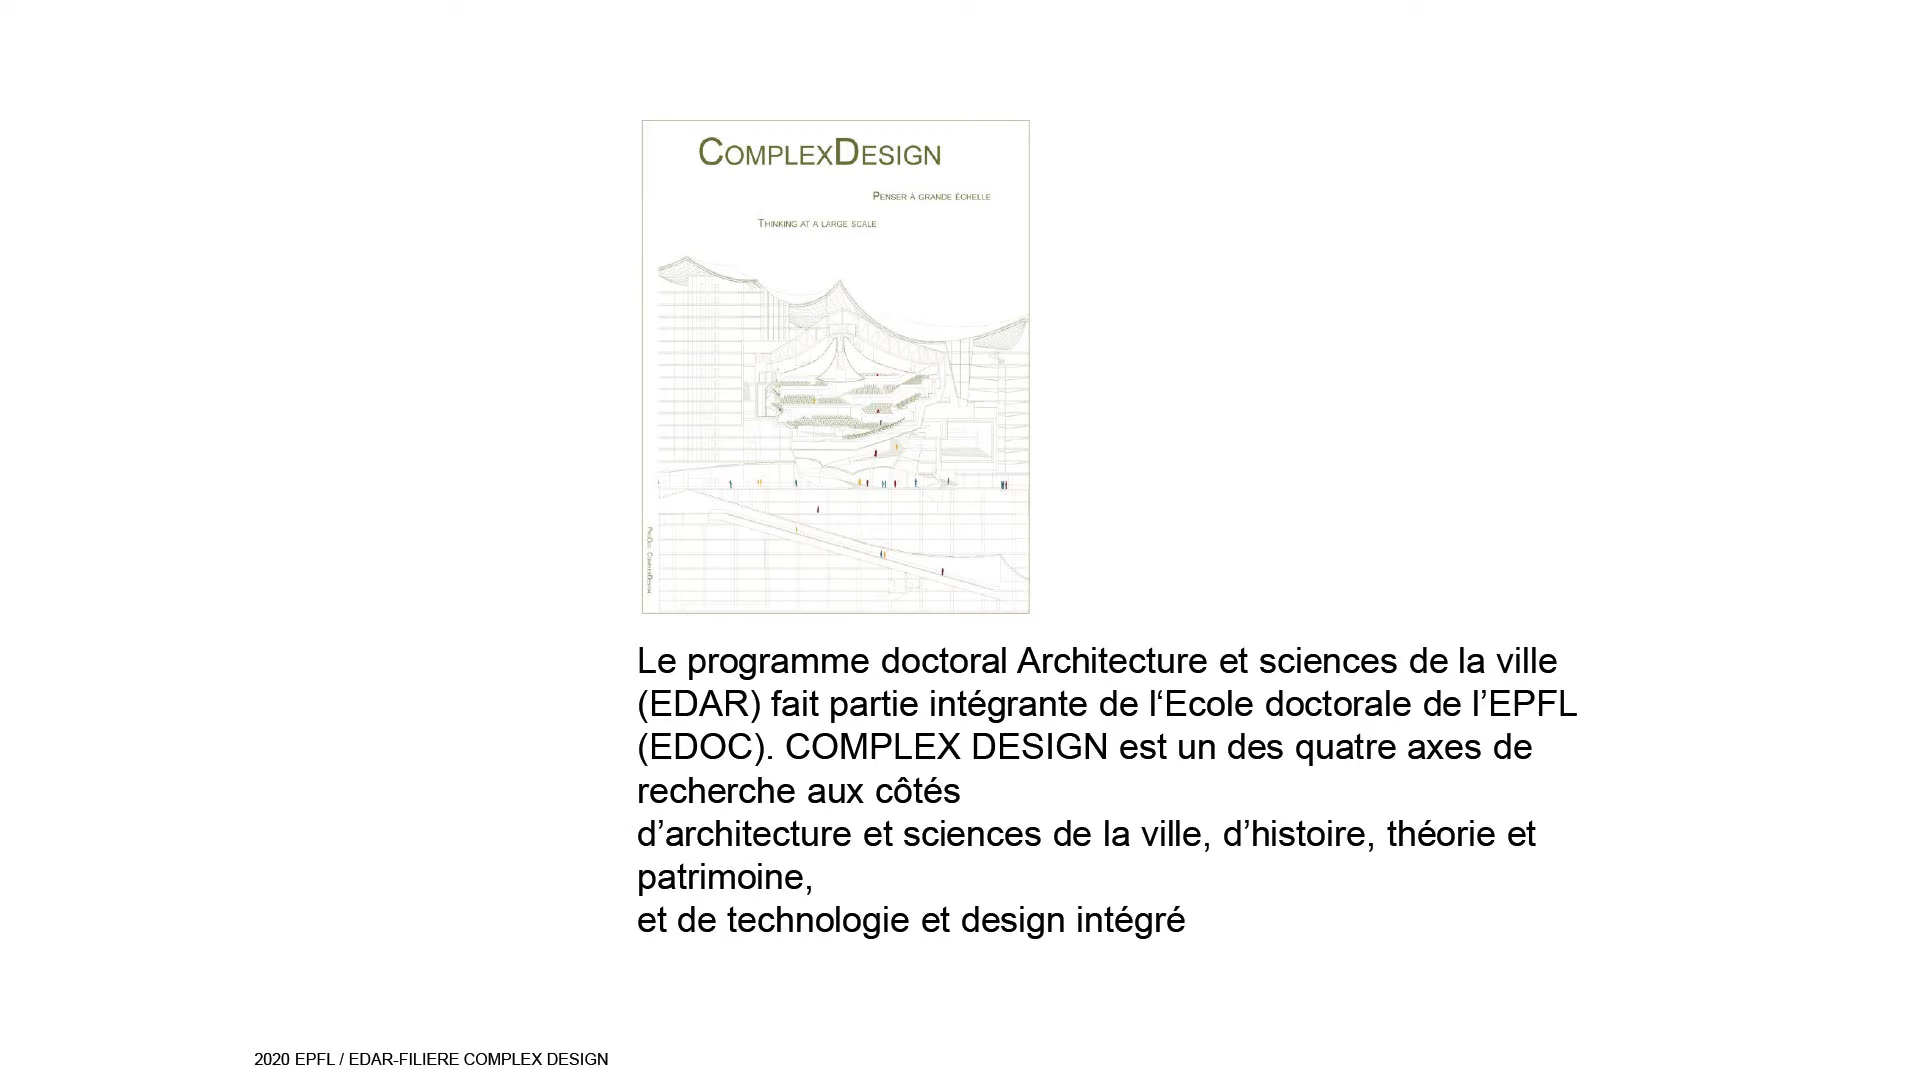 COMPLEXDESIGN
PENSER À GRANDE ÉCHELLE
THINKING AT A LARGE SCALE
PRODOC COMPLEXDESIGN
Le programme doctoral Architecture et sciences de la ville
(EDAR) fait partie intégrante de l‘Ecole doctorale de l’EPFL
(EDOC). COMPLEX DESIGN est un des quatre axes de
recherche aux côtés
d’architecture et sciences de la ville, d’histoire, théorie et
patrimoine,
et de technologie et design intégré
2020 EPFL / EDAR-FILIERE COMPLEX DESIGN